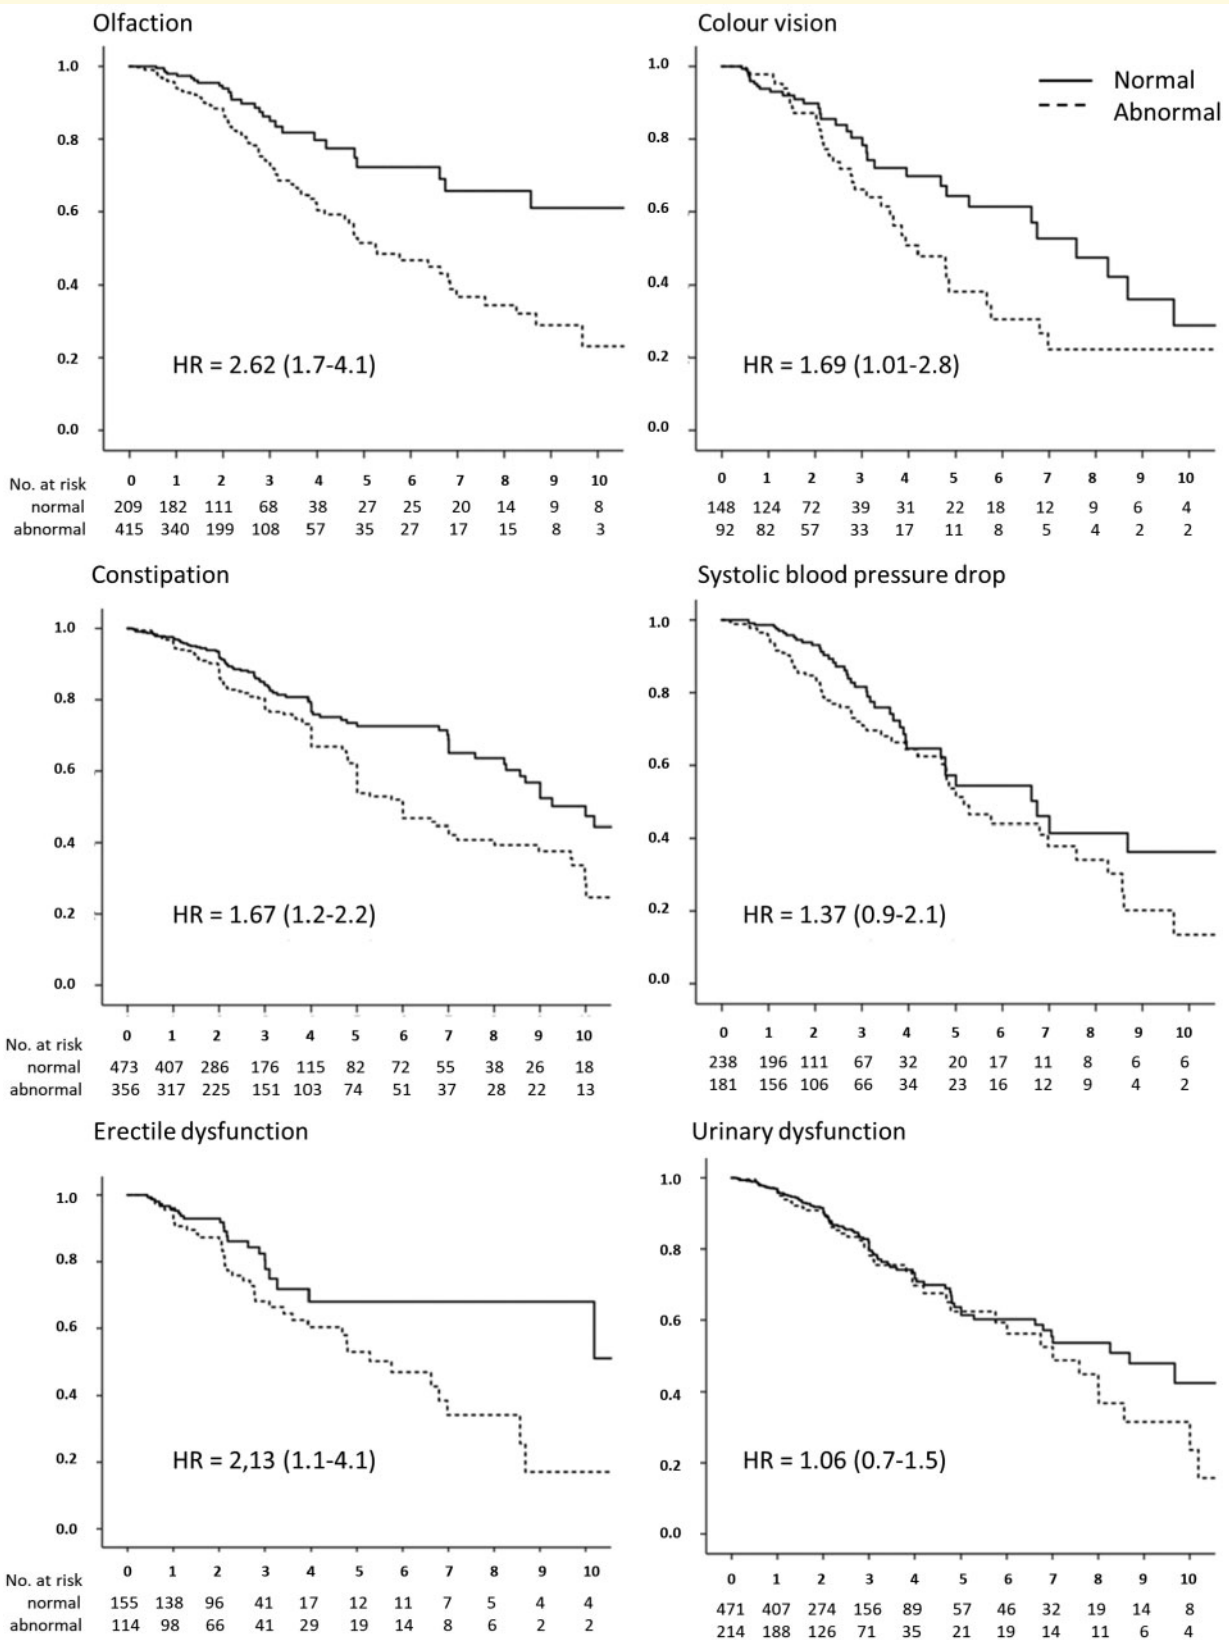 Olfaction
1.0
0.8
0.6
0.4
0.2
0.0
HR = 2.62 (1.7-4.1)
0 1 2 3 4 5 6 7 8 9 10
No. at risk
normal 209 182 111 68 38 27 25 20 14 9 8
abnormal 415 340 199 108 57 35 27 17 15 8 3
Colour vision
Normal
Abnormal
1.0
0.8
0.6
0.4
0.2
0.0
HR = 1.69 (1.01-2.8)
0 1 2 3 4 5 6 7 8 9 10
148 124 72 39 31 22 18 12 9 6 4
92 82 57 33 17 11 8 5 4 2 2
Constipation
1.0
0.8
0.6
0.4
0.2
0.0
HR = 1.67 (1.2-2.2)
0 1 2 3 4 5 6 7 8 9 10
No. at risk
normal 473 407 286 176 115 82 72 55 38 26 18
abnormal 356 317 225 151 103 74 51 37 28 22 13
Systolic blood pressure drop
1.0
0.8
0.6
0.4
0.2
0.0
HR = 1.37 (0.9-2.1)
0 1 2 3 4 5 6 7 8 9 10
238 196 111 67 32 20 17 11 8 6 6
181 156 106 66 34 23 16 12 9 4 2
Erectile dysfunction
1.0
0.8
0.6
0.4
0.2
0.0
HR = 2,13 (1.1-4.1)
0 1 2 3 4 5 6 7 8 9 10
No. at risk
normal 155 138 96 41 17 12 11 7 5 4 4
abnormal 114 98 66 41 29 19 14 8 6 2 2
Urinary dysfunction
1.0
0.8
0.6
0.4
0.2
0.0
HR = 1.06 (0.7-1.5)
0 1 2 3 4 5 6 7 8 9 10
471 407 274 156 89 57 46 32 19 14 8
214 188 126 71 35 21 19 14 11 6 4